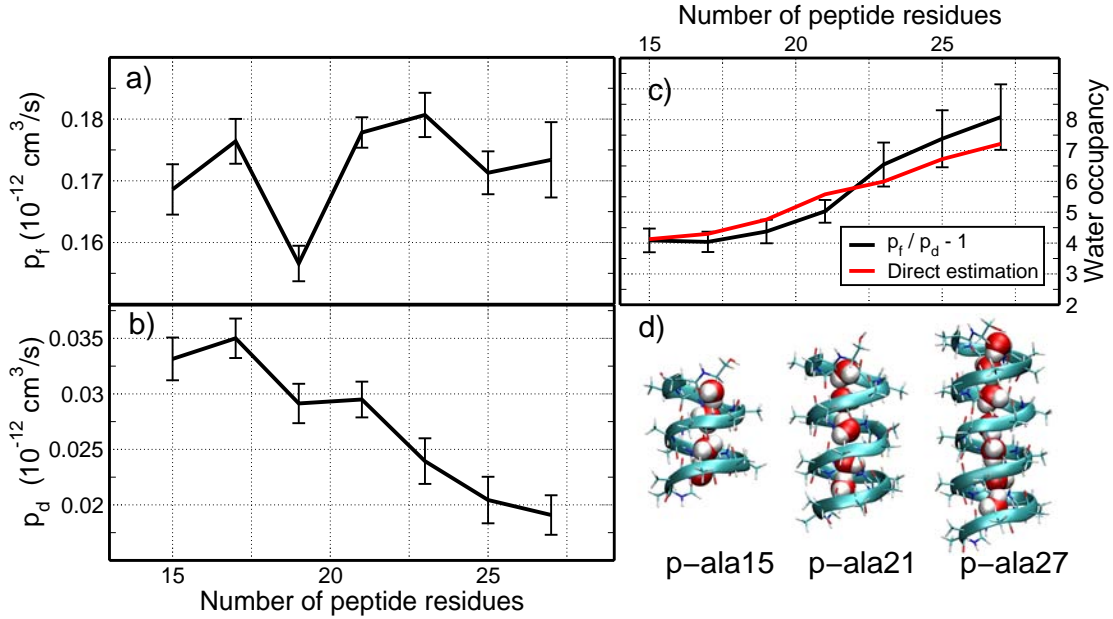 a)
p_f (10^-12 cm^3/s)
0.18
0.17
0.16
b)
p_d (10^-12 cm^3/s)
0.035
0.03
0.025
0.02
15 20 25
Number of peptide residues
Number of peptide residues
15 20 25
c)
8
7
6
5
4
3
2
Water occupancy
p_f / p_d - 1
Direct estimation
d)
p-ala15 p-ala21 p-ala27